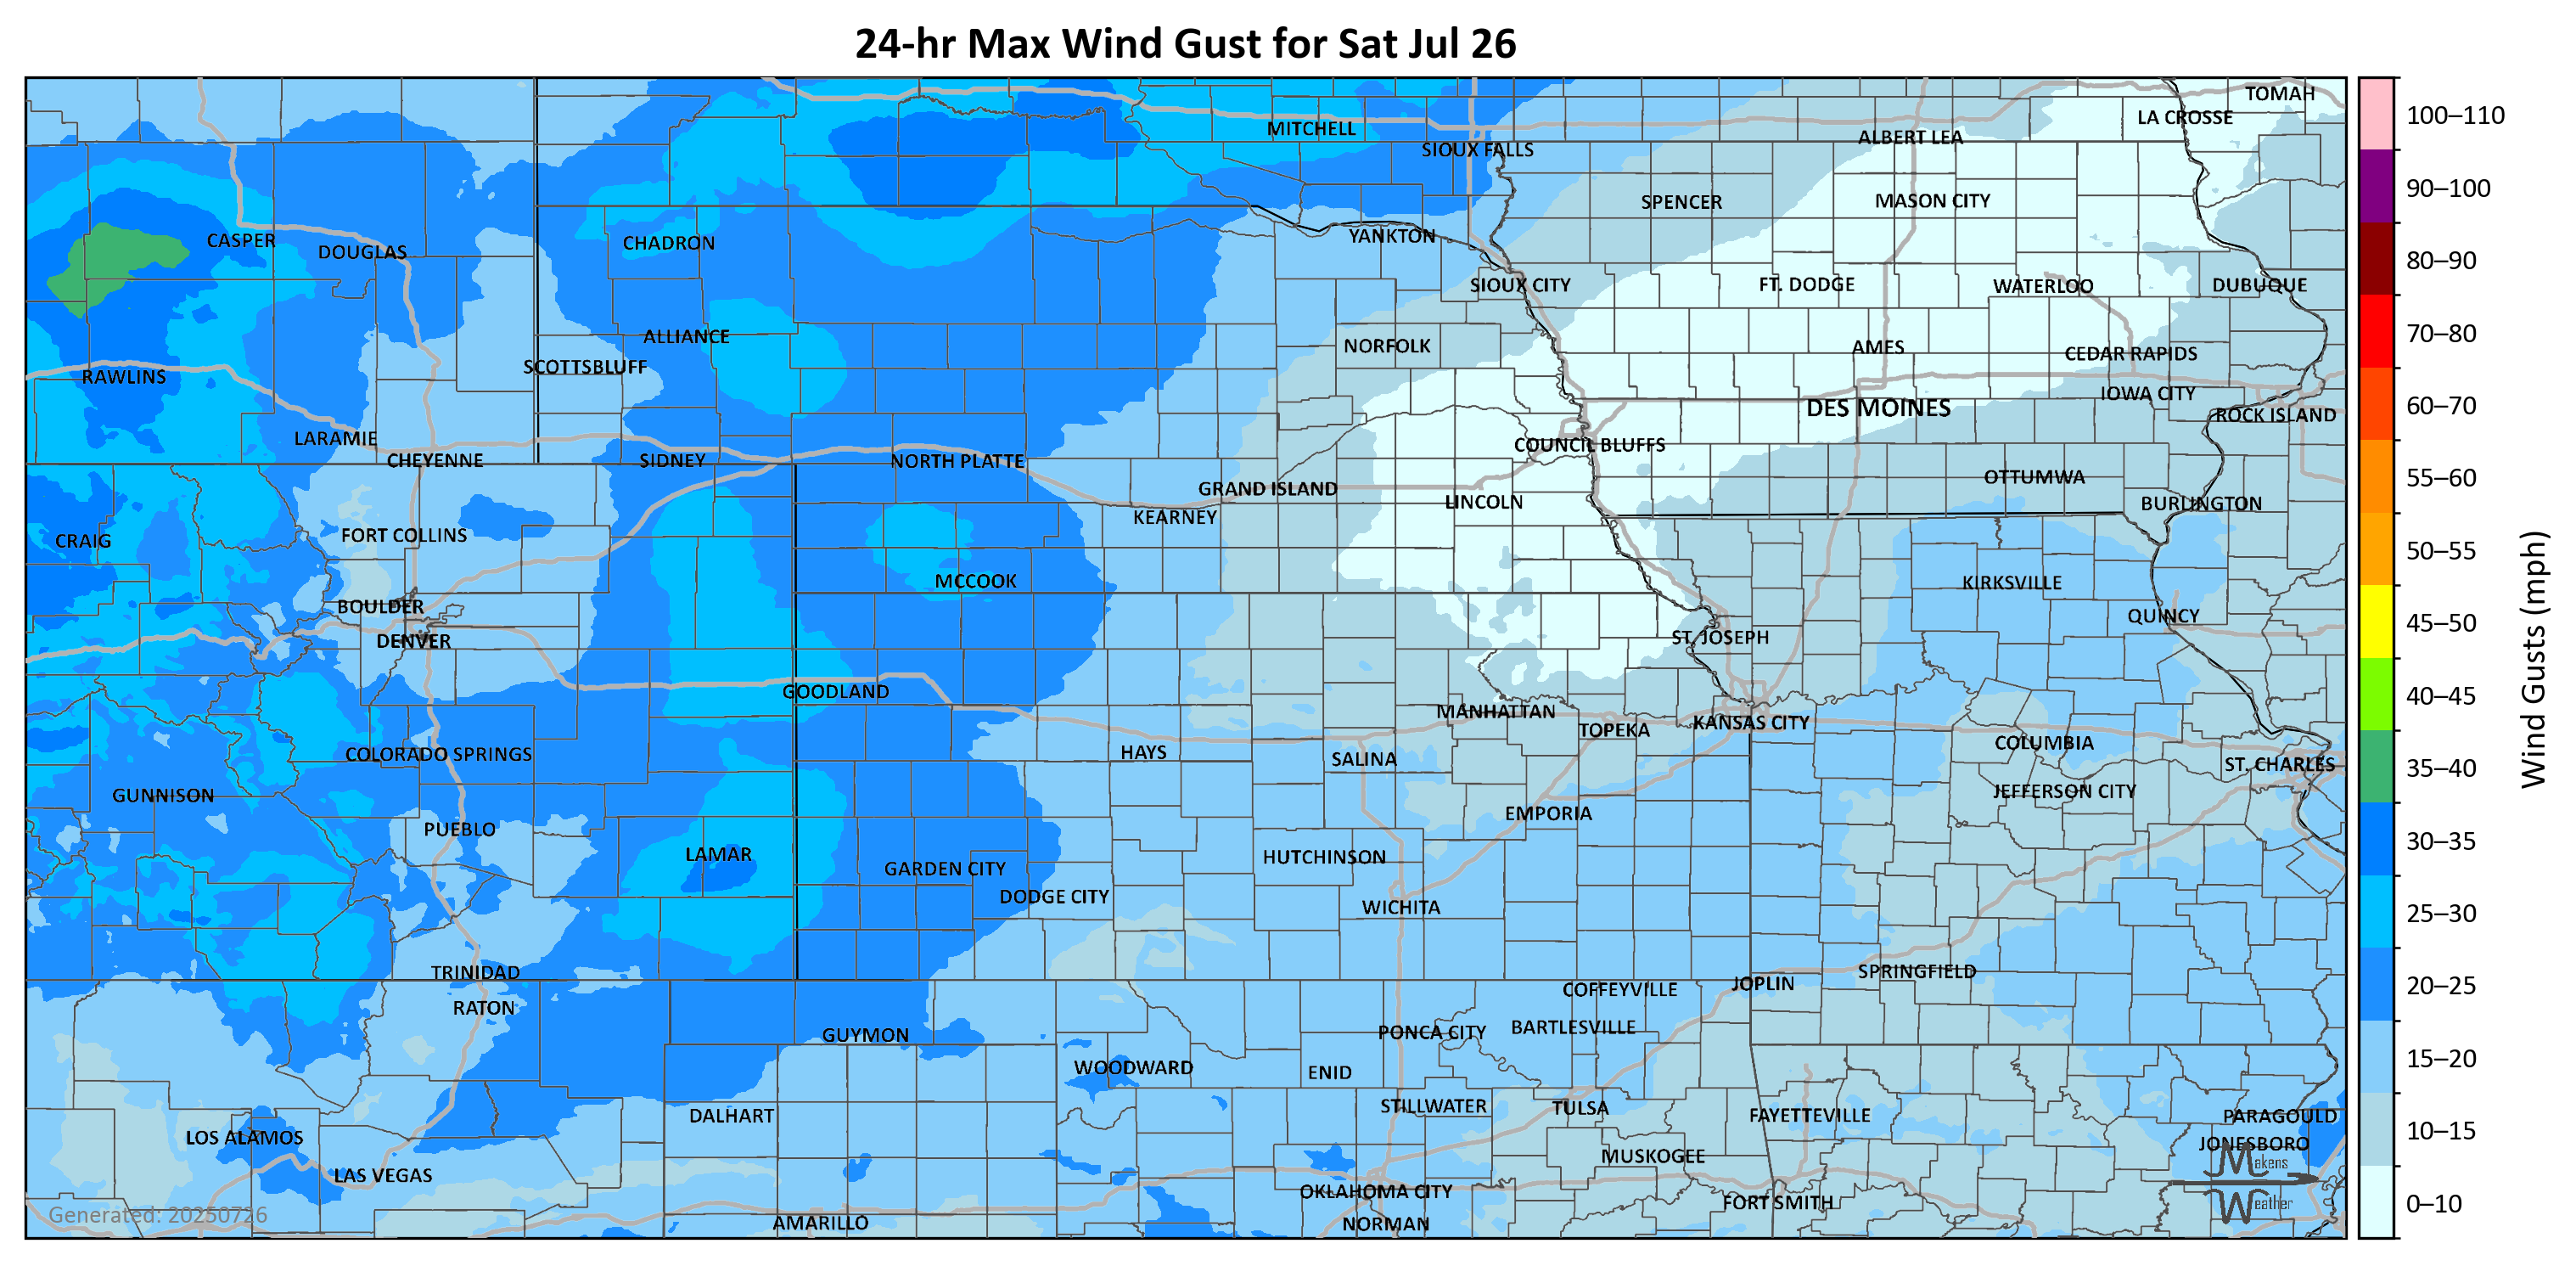 24-hr Max Wind Gust for Sat Jul 26
TOMAH
LA CROSSE
MITCHELL
ALBERT LEA
SIOUX FALLS
SPENCER
MASON CITY
CASPER
DOUGLAS
CHADRON
YANKTON
SIOUX CITY
FT. DODGE
WATERLOO
DUBUQUE
ALLIANCE
NORFOLK
AMES
CEDAR RAPIDS
RAWLINS
SCOTTSBLUFF
IOWA CITY
DES MOINES
ROCK ISLAND
LARAMIE
CHEYENNE
SIDNEY
NORTH PLATTE
COUNCIL BLUFFS
OTTUMWA
GRAND ISLAND
LINCOLN
BURLINGTON
KEARNEY
CRAIG
FORT COLLINS
MCCOOK
KIRKSVILLE
BOULDER
QUINCY
DENVER
ST. JOSEPH
GOODLAND
MANHATTAN
TOPEKA
KANSAS CITY
COLORADO SPRINGS
HAYS
SALINA
COLUMBIA
ST. CHARLES
GUNNISON
JEFFERSON CITY
PUEBLO
EMPORIA
LAMAR
GARDEN CITY
HUTCHINSON
DODGE CITY
WICHITA
TRINIDAD
SPRINGFIELD
JOPLIN
COFFEYVILLE
RATON
GUYMON
PONCA CITY
BARTLESVILLE
WOODWARD
ENID
DALHART
STILLWATER
TULSA
FAYETTEVILLE
PARAGOULD
LOS ALAMOS
JONESBORO
LAS VEGAS
MUSKOGEE
OKLAHOMA CITY
FORT SMITH
AMARILLO
NORMAN
Generated: 20250726
Makens
Weather
100–110
90–100
80–90
70–80
60–70
55–60
50–55
45–50
40–45
35–40
30–35
25–30
20–25
15–20
10–15
0–10
Wind Gusts (mph)